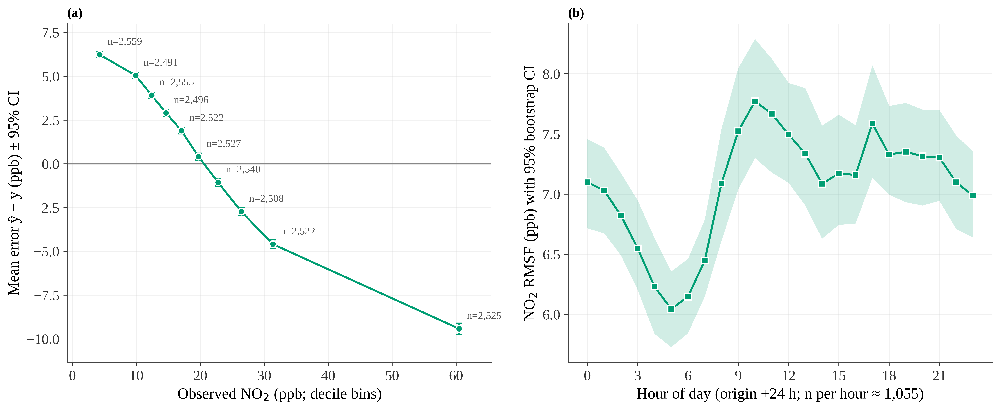 (a)
7.5
5.0
2.5
0.0
−2.5
−5.0
−7.5
−10.0
Mean error ŷ − y (ppb) ± 95% CI
n=2,559
n=2,491
n=2,555
n=2,496
n=2,522
n=2,527
n=2,540
n=2,508
n=2,522
n=2,525
0 10 20 30 40 50 60
Observed NO₂ (ppb; decile bins)
(b)
8.0
7.5
7.0
6.5
6.0
NO₂ RMSE (ppb) with 95% bootstrap CI
0 3 6 9 12 15 18 21
Hour of day (origin +24 h; n per hour ≈ 1,055)